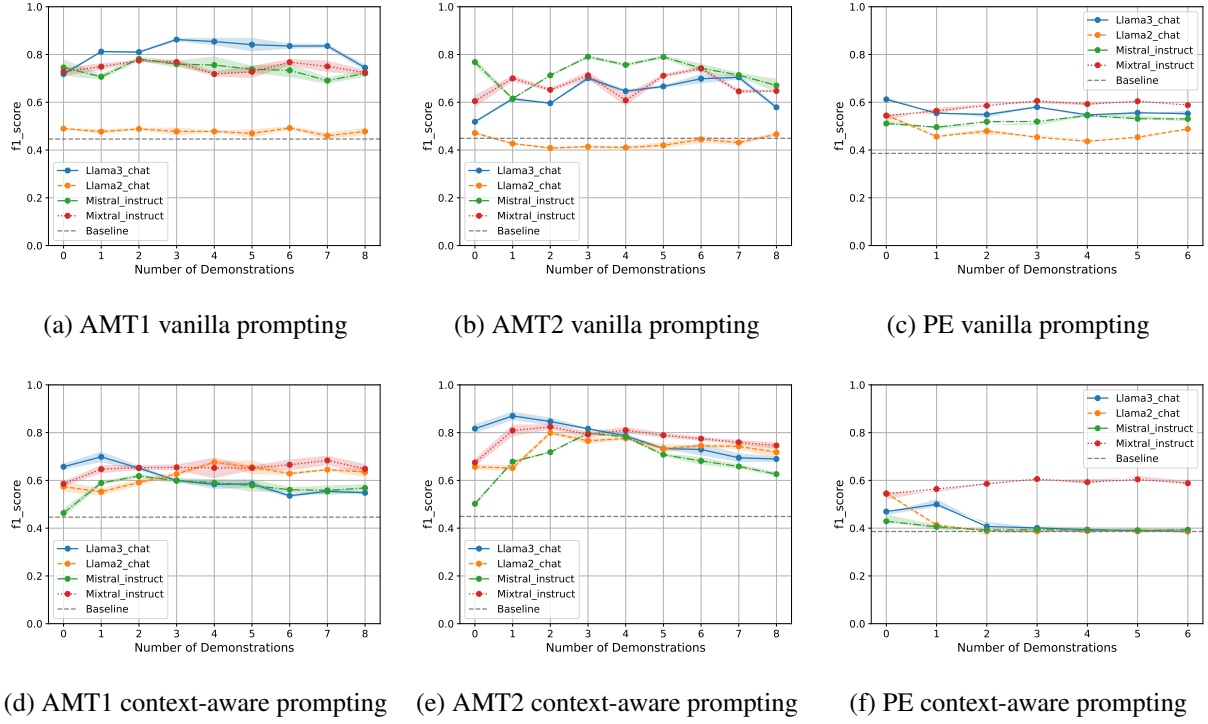 1.0
0.8
0.6
0.4
0.2
0.0
f1_score
0 1 2 3 4 5 6 7 8
Number of Demonstrations
Llama3_chat
Llama2_chat
Mistral_instruct
Mixtral_instruct
Baseline
(a) AMT1 vanilla prompting
1.0
0.8
0.6
0.4
0.2
0.0
f1_score
0 1 2 3 4 5 6 7 8
Number of Demonstrations
Llama3_chat
Llama2_chat
Mistral_instruct
Mixtral_instruct
Baseline
(b) AMT2 vanilla prompting
1.0
0.8
0.6
0.4
0.2
0.0
f1_score
0 1 2 3 4 5 6
Number of Demonstrations
Llama3_chat
Llama2_chat
Mistral_instruct
Mixtral_instruct
Baseline
(c) PE vanilla prompting
1.0
0.8
0.6
0.4
0.2
0.0
f1_score
0 1 2 3 4 5 6 7 8
Number of Demonstrations
Llama3_chat
Llama2_chat
Mistral_instruct
Mixtral_instruct
Baseline
(d) AMT1 context-aware prompting
1.0
0.8
0.6
0.4
0.2
0.0
f1_score
0 1 2 3 4 5 6 7 8
Number of Demonstrations
Llama3_chat
Llama2_chat
Mistral_instruct
Mixtral_instruct
Baseline
(e) AMT2 context-aware prompting
1.0
0.8
0.6
0.4
0.2
0.0
f1_score
0 1 2 3 4 5 6
Number of Demonstrations
Llama3_chat
Llama2_chat
Mistral_instruct
Mixtral_instruct
Baseline
(f) PE context-aware prompting